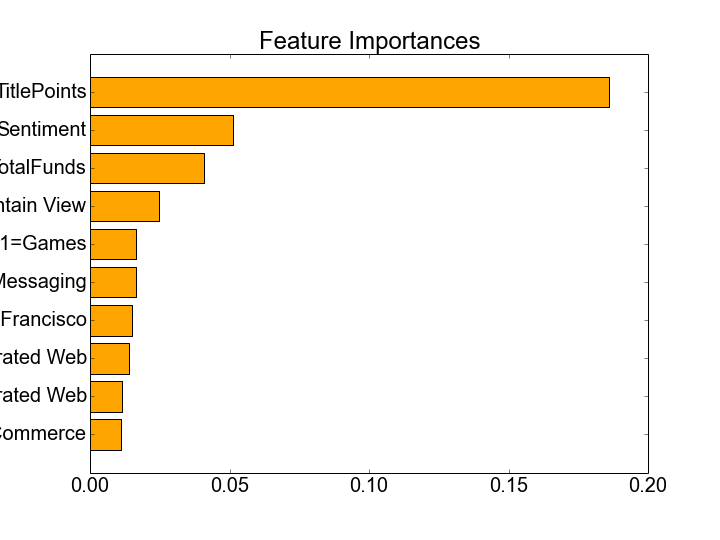 Feature Importances
TitlePoints
Sentiment
TotalFunds
ntain View
1=Games
Messaging
Francisco
rated Web
rated Web
Commerce
0.00 0.05 0.10 0.15 0.20